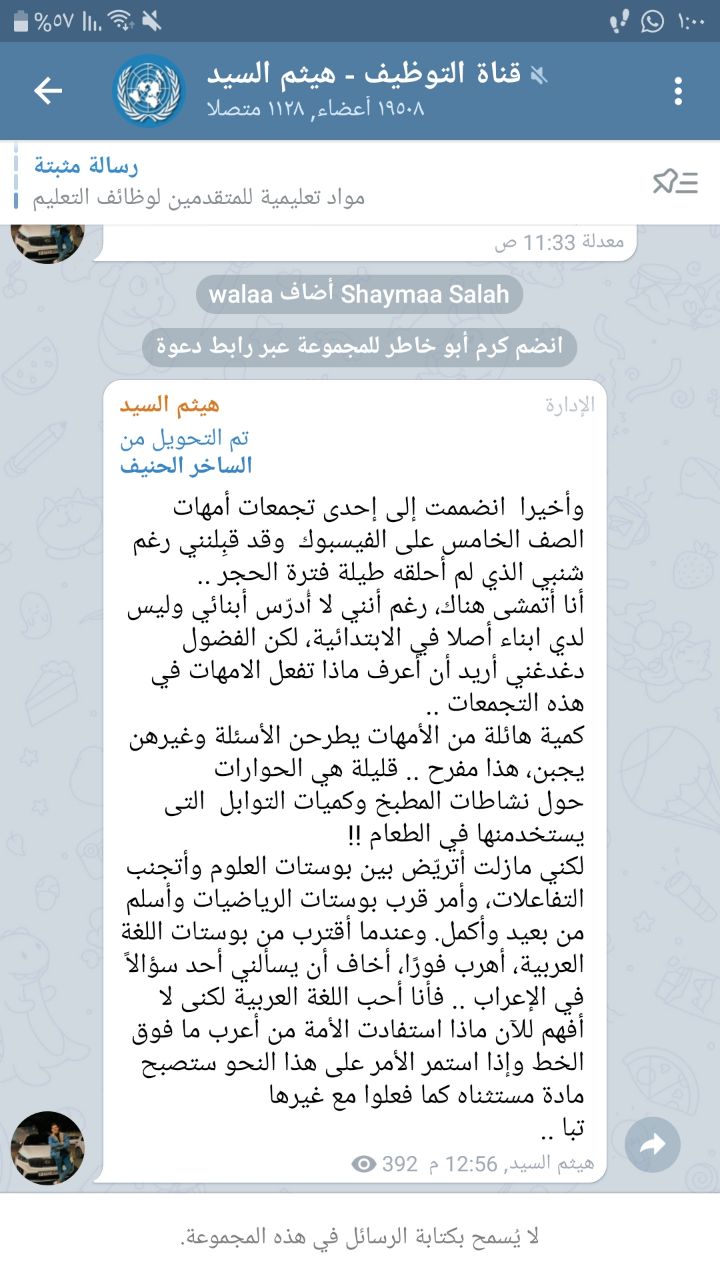 %٥٧
١:٠٠
قناة التوظيف - هيثم السيد
١٩٥٠٨ أعضاء, ١١٢٨ متصلا
رسالة مثبتة
مواد تعليمية للمتقدمين لوظائف التعليم
معدلة 11:33 ص
Shaymaa Salah أضاف walaa
انضم كرم أبو خاطر للمجموعة عبر رابط دعوة
هيثم السيد
الإدارة
تم التحويل من
الساخر الحنيف
وأخيرا انضممت إلى إحدى تجمعات أمهات
الصف الخامس على الفيسبوك وقد قبِلنني رغم
شنبي الذي لم أحلقه طيلة فترة الحجر ..
أنا أتمشى هناك، رغم أنني لا أدرّس أبنائي وليس
لدي ابناء أصلا في الابتدائية، لكن الفضول
دغدغني أريد أن أعرف ماذا تفعل الامهات في
هذه التجمعات ..
كمية هائلة من الأمهات يطرحن الأسئلة وغيرهن
يجبن، هذا مفرح .. قليلة هي الحوارات
حول نشاطات المطبخ وكميات التوابل التى
يستخدمنها في الطعام !!
لكني مازلت أتريّض بين بوستات العلوم وأتجنب
التفاعلات، وأمر قرب بوستات الرياضيات وأسلم
من بعيد وأكمل. وعندما أقترب من بوستات اللغة
العربية، أهرب فورًا، أخاف أن يسألني أحد سؤالاً
في الإعراب .. فأنا أحب اللغة العربية لكنى لا
أفهم للآن ماذا استفادت الأمة من أعرب ما فوق
الخط وإذا استمر الأمر على هذا النحو ستصبح
مادة مستثناه كما فعلوا مع غيرها
تبا ..
هيثم السيد, 12:56 م 392
لا يُسمح بكتابة الرسائل في هذه المجموعة.